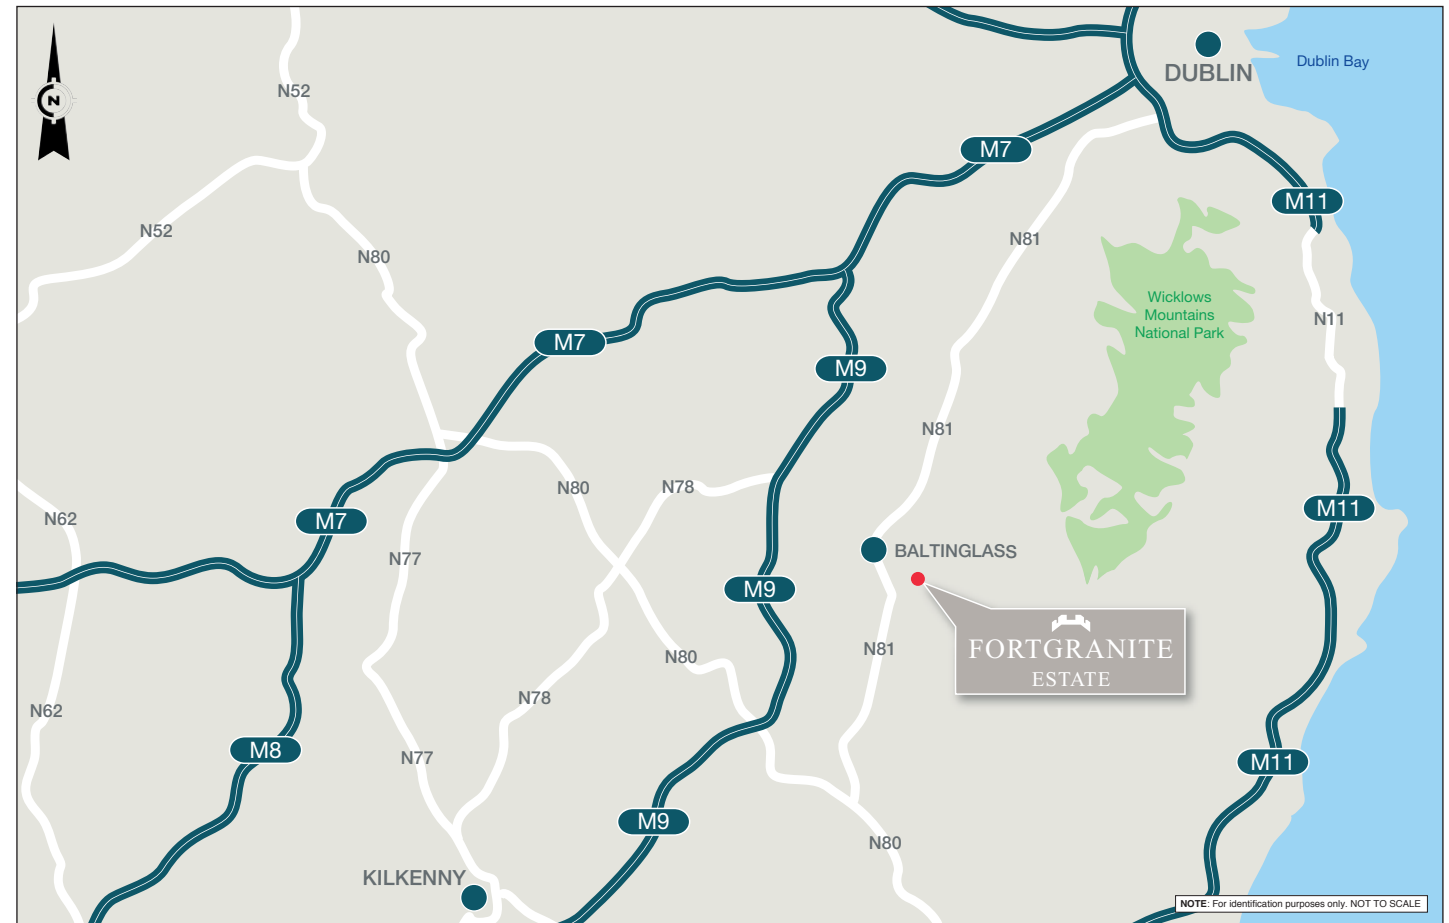 Dublin Bay
DUBLIN
N52
N
M7
M11
N52
N81
N80
Wicklows
Mountains
National Park
N11
M7
M9
N81
N80
N78
M11
N62
M7
BALTINGLASS
N77
M9
FORTGRANITE
ESTATE
N81
N80
N78
N62
M8
N77
M11
M9
N80
KILKENNY
NOTE: For identification purposes only. NOT TO SCALE